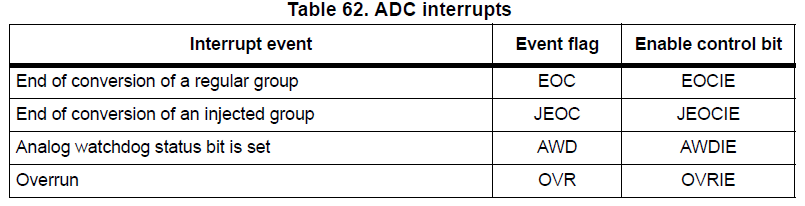 Table 62. ADC interrupts
Interrupt event Event flag Enable control bit
End of conversion of a regular group EOC EOCIE
End of conversion of an injected group JEOC JEOCIE
Analog watchdog status bit is set AWD AWDIE
Overrun OVR OVRIE